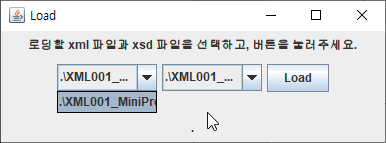 Load
로딩할 xml 파일과 xsd 파일을 선택하고, 버튼을 눌러주세요.
.\XML001_... .\XML001_... Load
.\XML001_MiniPro
.